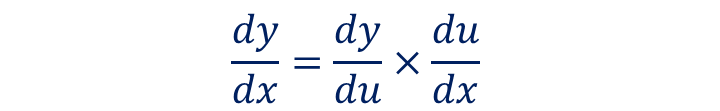 dy/dx = dy/du × du/dx